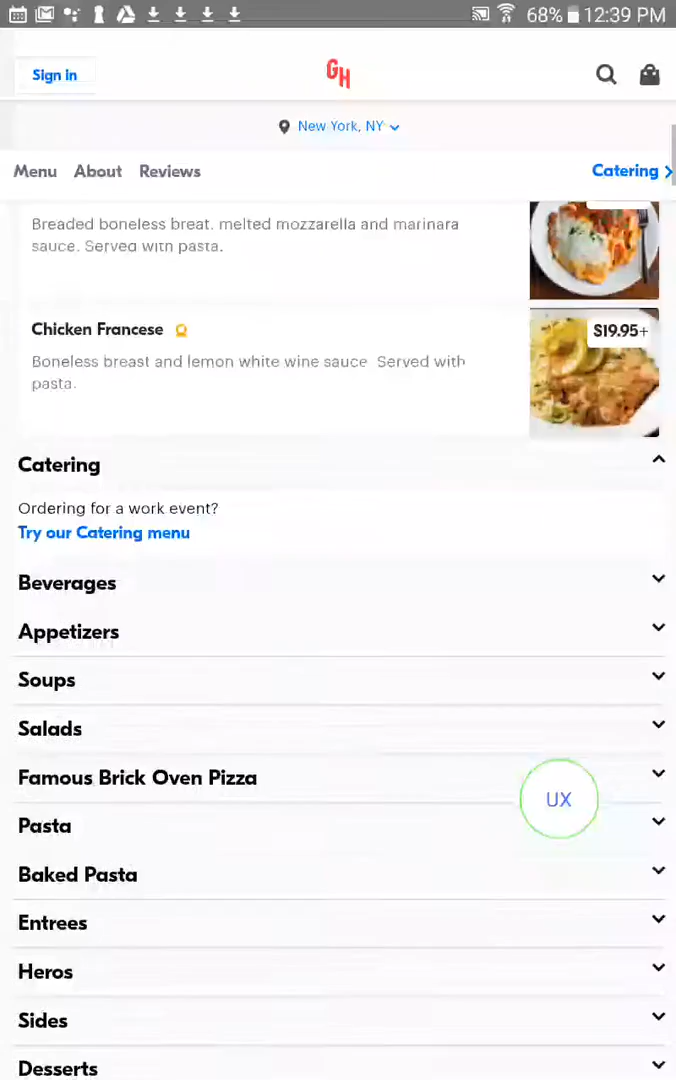 68% 12:39 PM
Sign in
GH
New York, NY
Menu About Reviews
Catering
Breaded boneless breat. melted mozzarella and marinara
sauce. Served with pasta.
Chicken Francese
$19.95+
Boneless breast and lemon white wine sauce Served with
pasta.
Catering
Ordering for a work event?
Try our Catering menu
Beverages
Appetizers
Soups
Salads
Famous Brick Oven Pizza
UX
Pasta
Baked Pasta
Entrees
Heros
Sides
Desserts